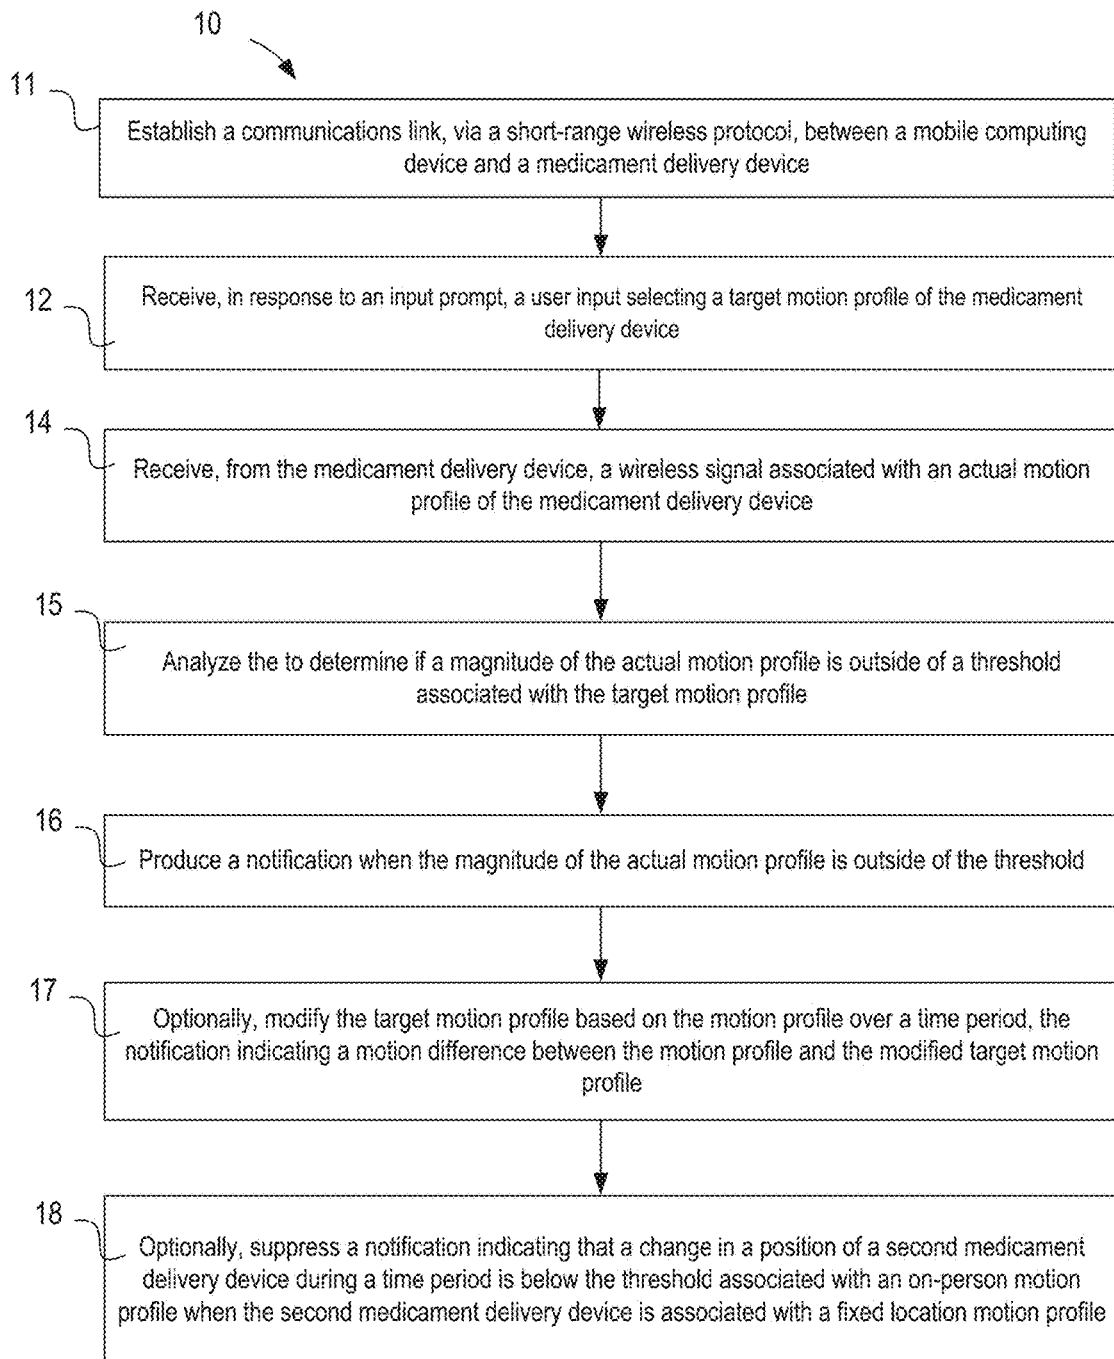 10
11
Establish a communications link, via a short-range wireless protocol, between a mobile computing
device and a medicament delivery device
12
Receive, in response to an input prompt, a user input selecting a target motion profile of the medicament
delivery device
14
Receive, from the medicament delivery device, a wireless signal associated with an actual motion
profile of the medicament delivery device
15
Analyze the to determine if a magnitude of the actual motion profile is outside of a threshold
associated with the target motion profile
16
Produce a notification when the magnitude of the actual motion profile is outside of the threshold
17
Optionally, modify the target motion profile based on the motion profile over a time period, the
notification indicating a motion difference between the motion profile and the modified target motion
profile
18
Optionally, suppress a notification indicating that a change in a position of a second medicament
delivery device during a time period is below the threshold associated with an on-person motion
profile when the second medicament delivery device is associated with a fixed location motion profile